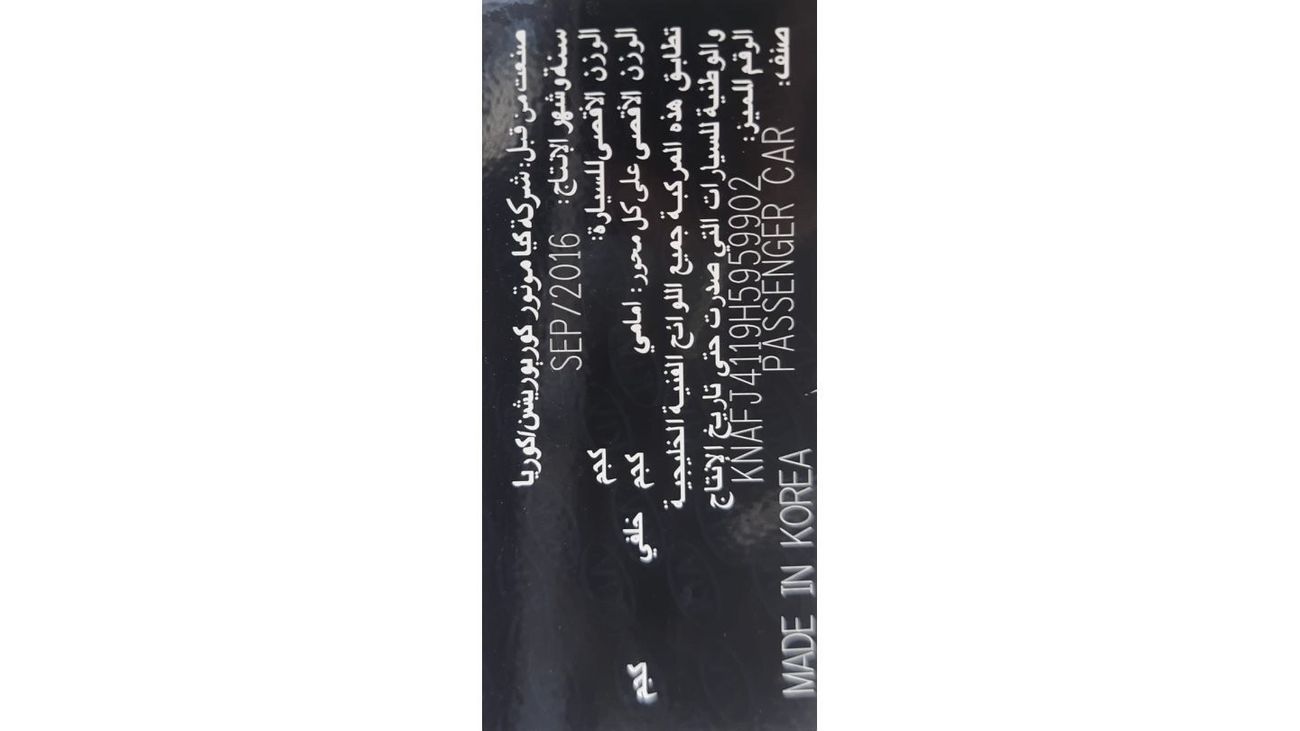 صنعت من قبل: شركة كيا موتور كوربوريشن/كوريا
سنة وشهر الإنتاج: SEP/2016
الوزن الأقصى للسيارة: كجم
الوزن الأقصى على كل محور: امامي كجم خلفي كجم
تطابق هذه المركبة جميع اللوائح الفنية الخليجية
والوطنية للسيارات التي صدرت حتى تاريخ الإنتاج
الرقم المميز: KNAFJ4119H5959902
صنف: PASSENGER CAR
MADE IN KOREA